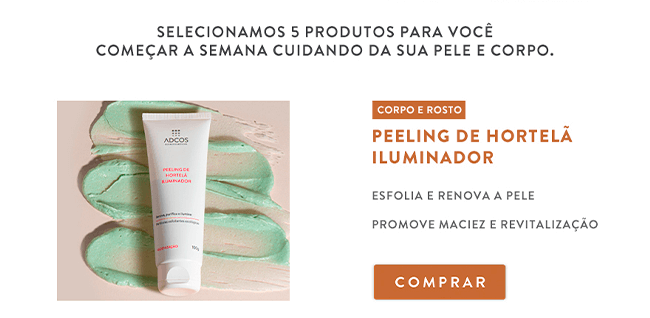 SELECIONAMOS 5 PRODUTOS PARA VOCÊ
COMEÇAR A SEMANA CUIDANDO DA SUA PELE E CORPO.
ADCOS
PEELING DE
HORTELÃ
ILUMINADOR
CORPO E ROSTO
PEELING DE HORTELÃ
ILUMINADOR
ESFOLIA E RENOVA A PELE
PROMOVE MACIEZ E REVITALIZAÇÃO
COMPRAR